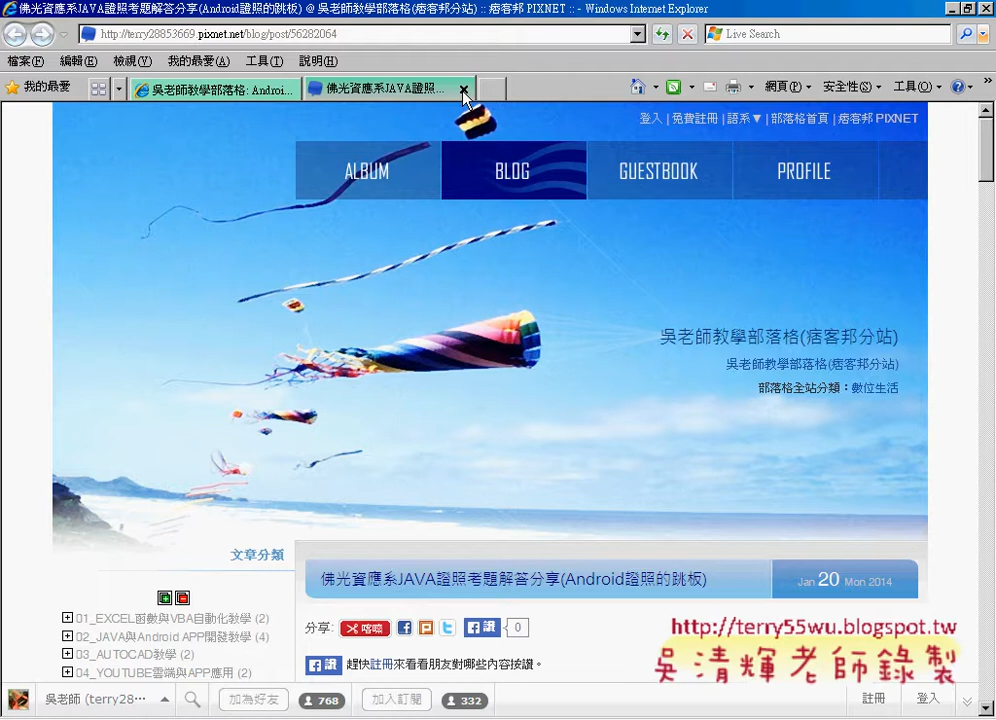 佛光資應系JAVA證照考題解答分享(Android證照的跳板) @ 吳老師教學部落格(痞客邦分站) :: 痞客邦 PIXNET :: - Windows Internet Explorer
http://terry28853669.pixnet.net/blog/post/56282064
Live Search
檔案(F) 編輯(E) 檢視(V) 我的最愛(A) 工具(T) 說明(H)
我的最愛
吳老師教學部落格: Androi...
佛光資應系JAVA證照...
網頁(P) 安全性(S) 工具(O)
登入 | 免費註冊 | 語系▼ | 部落格首頁 | 痞客邦 PIXNET
ALBUM BLOG GUESTBOOK PROFILE
吳老師教學部落格(痞客邦分站)
吳老師教學部落格(痞客邦分站)
部落格全站分類：數位生活
文章分類
佛光資應系JAVA證照考題解答分享(Android證照的跳板)
Jan 20 Mon 2014
01_EXCEL函數與VBA自動化教學 (2)
02_JAVA與Android APP開發教學 (4)
03_AUTOCAD教學 (2)
04_YOUTUBE雲端與APP應用 (2)
分享:
喀嚓
讚 0
讚 趕快註冊來看看朋友對哪些內容按讚。
http://terry55wu.blogspot.tw
吳清輝老師錄製
吳老師 (terry28…
加為好友 768
加入訂閱 332
註冊 登入